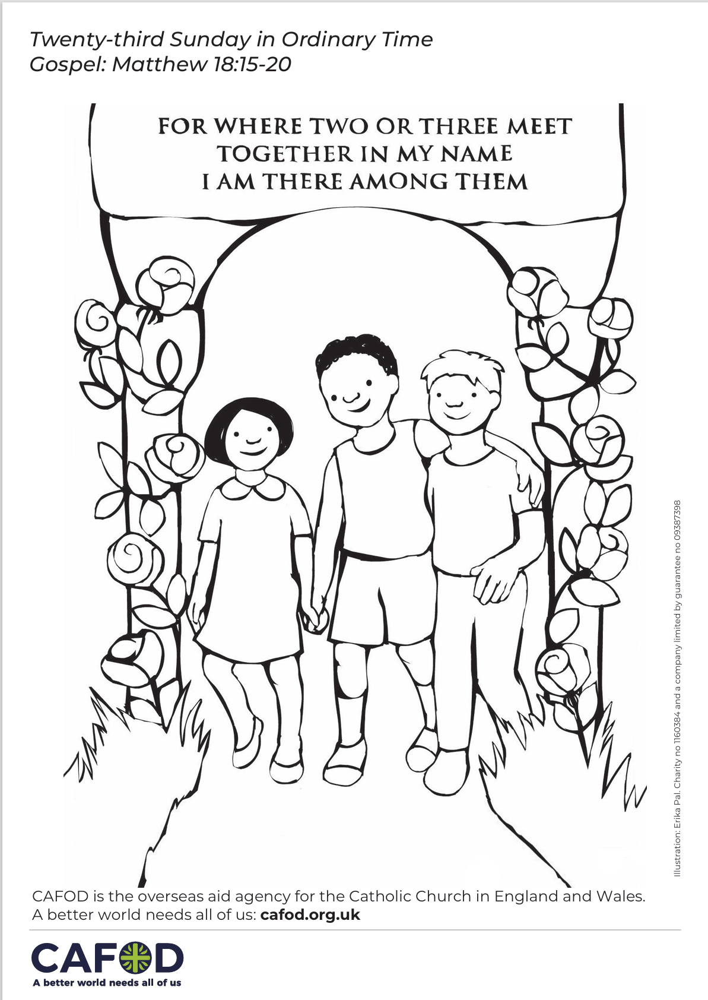 Twenty-third Sunday in Ordinary Time
Gospel: Matthew 18:15-20
FOR WHERE TWO OR THREE MEET
TOGETHER IN MY NAME
I AM THERE AMONG THEM
Illustration: Erika Pal. Charity no 1160384 and a company limited by guarantee no 09387398
CAFOD is the overseas aid agency for the Catholic Church in England and Wales.
A better world needs all of us: cafod.org.uk
CAFOD
A better world needs all of us